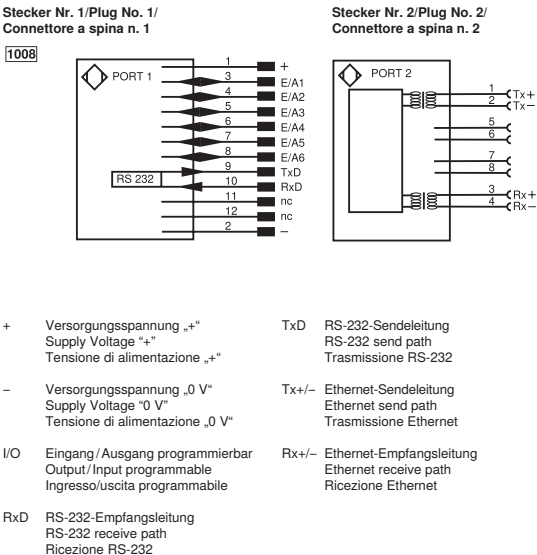 Stecker Nr. 1/Plug No. 1/
Connettore a spina n. 1
1008
PORT 1
1 +
3 E/A1
4 E/A2
5 E/A3
6 E/A4
7 E/A5
8 E/A6
RS 232
9 TxD
10 RxD
11 nc
12 nc
2 –
Stecker Nr. 2/Plug No. 2/
Connettore a spina n. 2
PORT 2
1 Tx+
2 Tx–
5
6
7
8
3 Rx+
4 Rx–
+ Versorgungsspannung „+“
Supply Voltage “+”
Tensione di alimentazione „+“
– Versorgungsspannung „0 V“
Supply Voltage “0 V”
Tensione di alimentazione „0 V“
I/O Eingang/Ausgang programmierbar
Output/Input programmable
Ingresso/uscita programabile
RxD RS-232-Empfangsleitung
RS-232 receive path
Ricezione RS-232
TxD RS-232-Sendeleitung
RS-232 send path
Trasmissione RS-232
Tx+/– Ethernet-Sendeleitung
Ethernet send path
Trasmissione Ethernet
Rx+/– Ethernet-Empfangsleitung
Ethernet receive path
Ricezione Ethernet